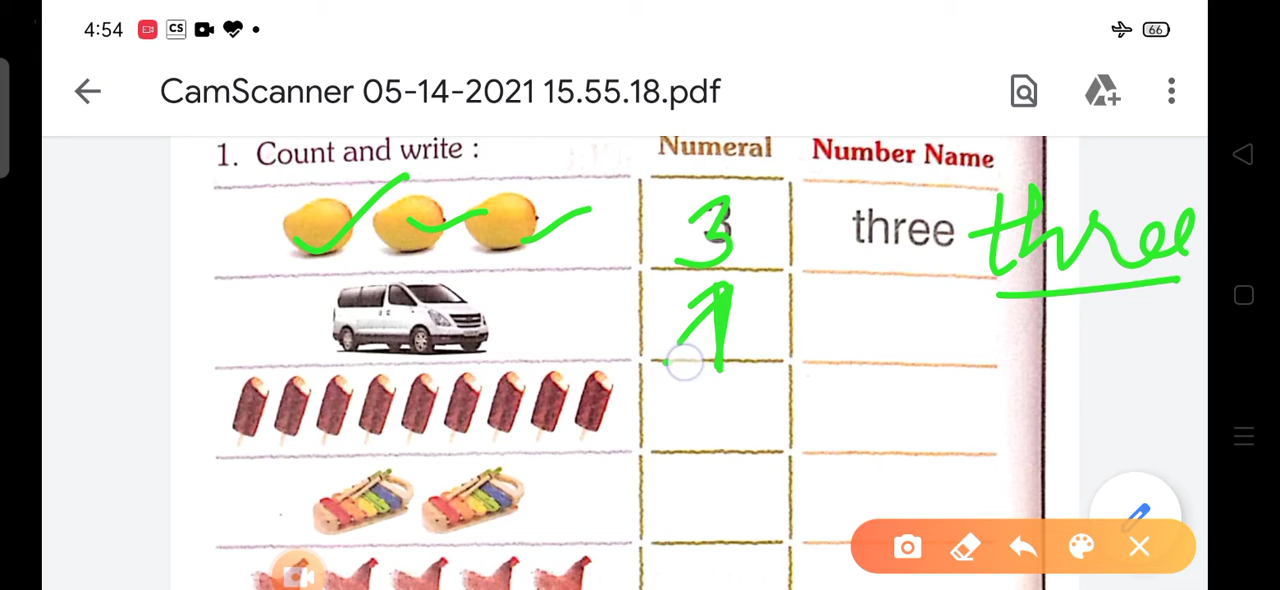 4:54 CS 66
CamScanner 05-14-2021 15.55.18.pdf
1. Count and write : Numeral Number Name
3 three three
1